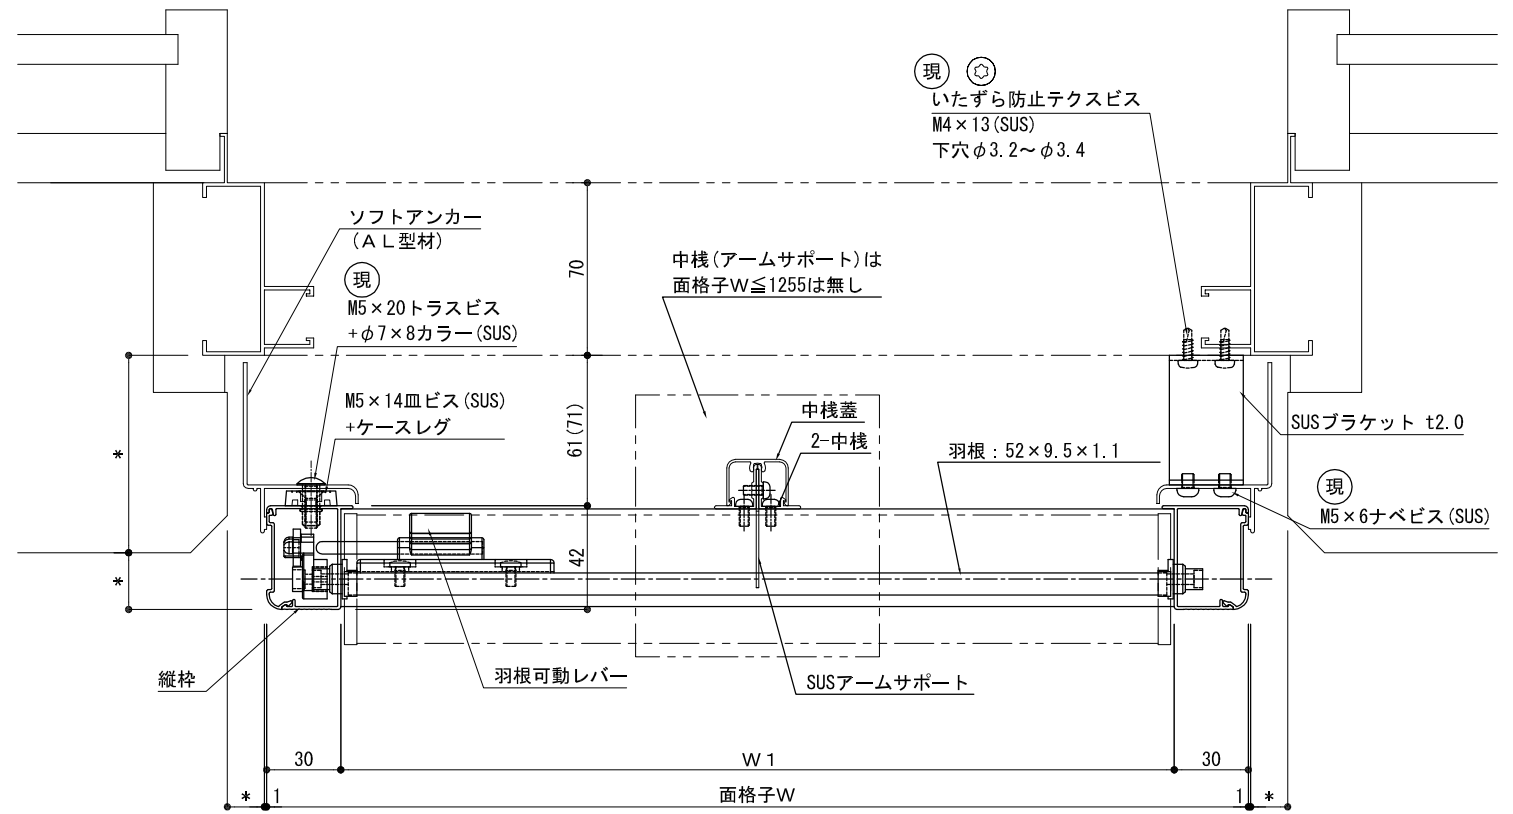 現
いたずら防止テクスビス
M4×13(SUS)
下穴φ3.2～φ3.4
ソフトアンカー
(ＡＬ型材)
現
M5×20トラスビス
+φ7×8カラー(SUS)
M5×14皿ビス(SUS)
+ケースレグ
中桟(アームサポート)は
面格子W≦1255は無し
70
61(71)
42
中桟蓋
2-中桟
羽根：52×9.5×1.1
SUSブラケット t2.0
現
M5×6ナベビス(SUS)
*
*
縦枠
羽根可動レバー
SUSアームサポート
30
Ｗ１
30
*
1
面格子W
1
*